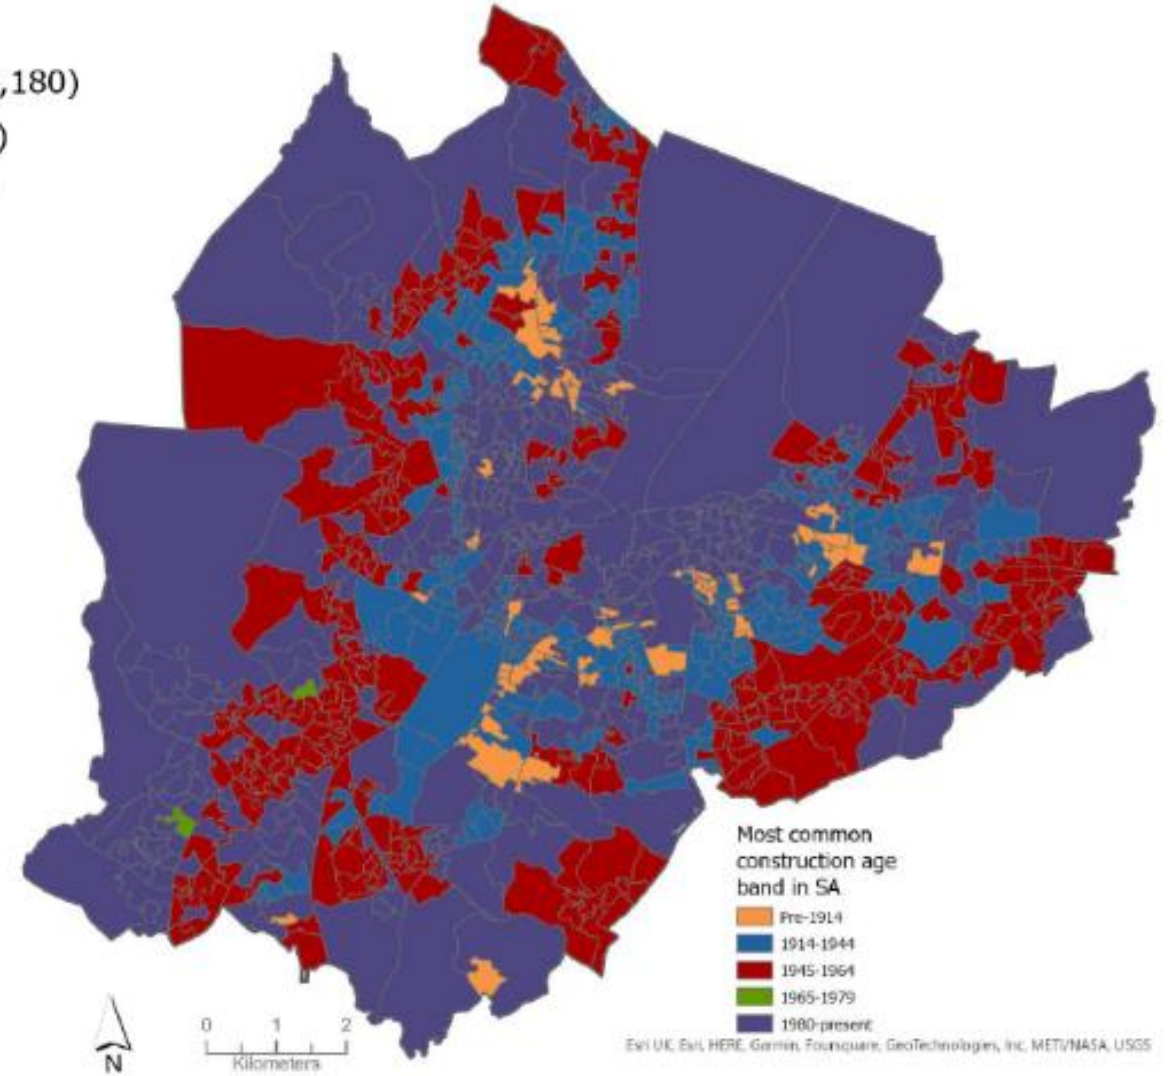 ,180)
)
Most common
construction age
band in SA
Pre-1914
1914-1944
1945-1964
1965-1979
1980-present
0 1 2
Kilometers
N
Esri UK, Esri, HERE, Garmin, Foursquare, GeoTechnologies, Inc, METI/NASA, USGS